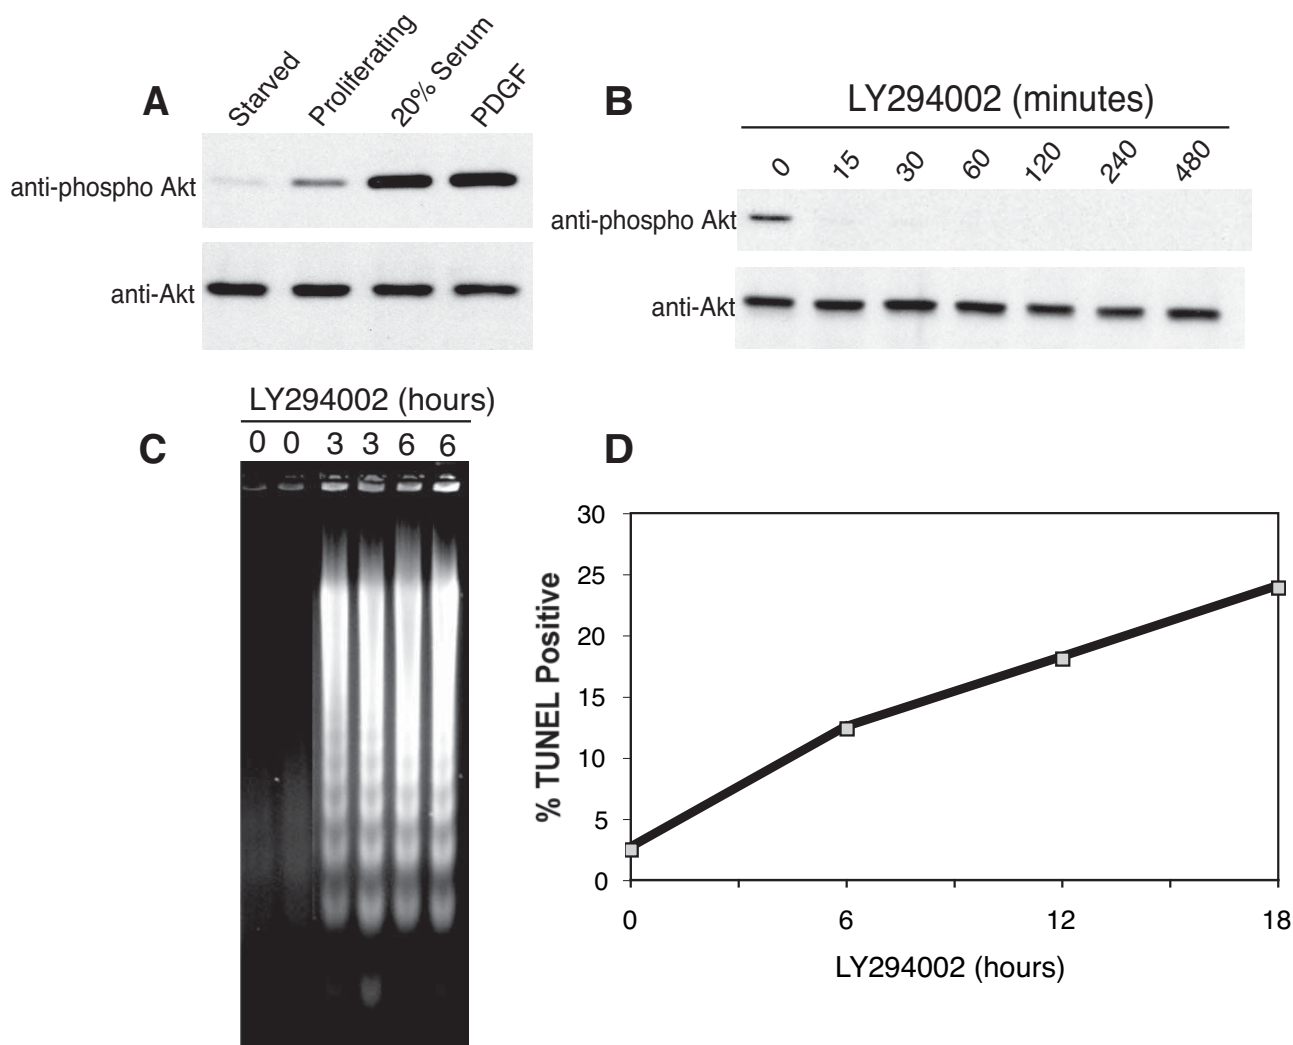 A
Starved
Proliferating
20% Serum
PDGF
anti-phospho Akt
anti-Akt
B
LY294002 (minutes)
0 15 30 60 120 240 480
anti-phospho Akt
anti-Akt
C
LY294002 (hours)
0 0 3 3 6 6
D
% TUNEL Positive
30
25
20
15
10
5
0
0 6 12 18
LY294002 (hours)